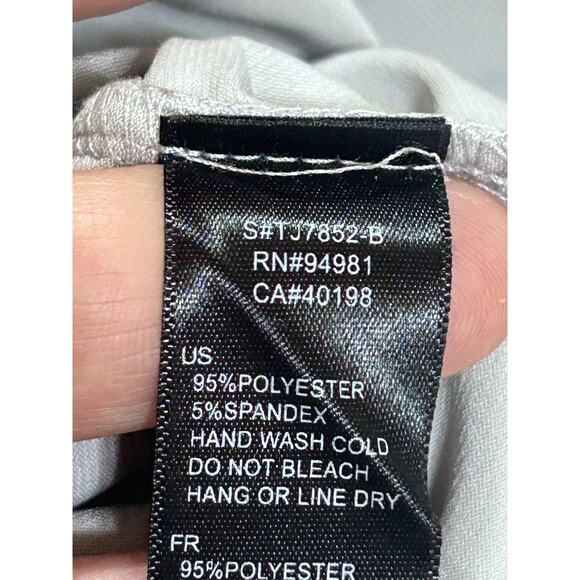 S#TJ7852-B
RN#94981
CA#40198
US
95%POLYESTER
5%SPANDEX
HAND WASH COLD
DO NOT BLEACH
HANG OR LINE DRY
FR
95%POLYESTER